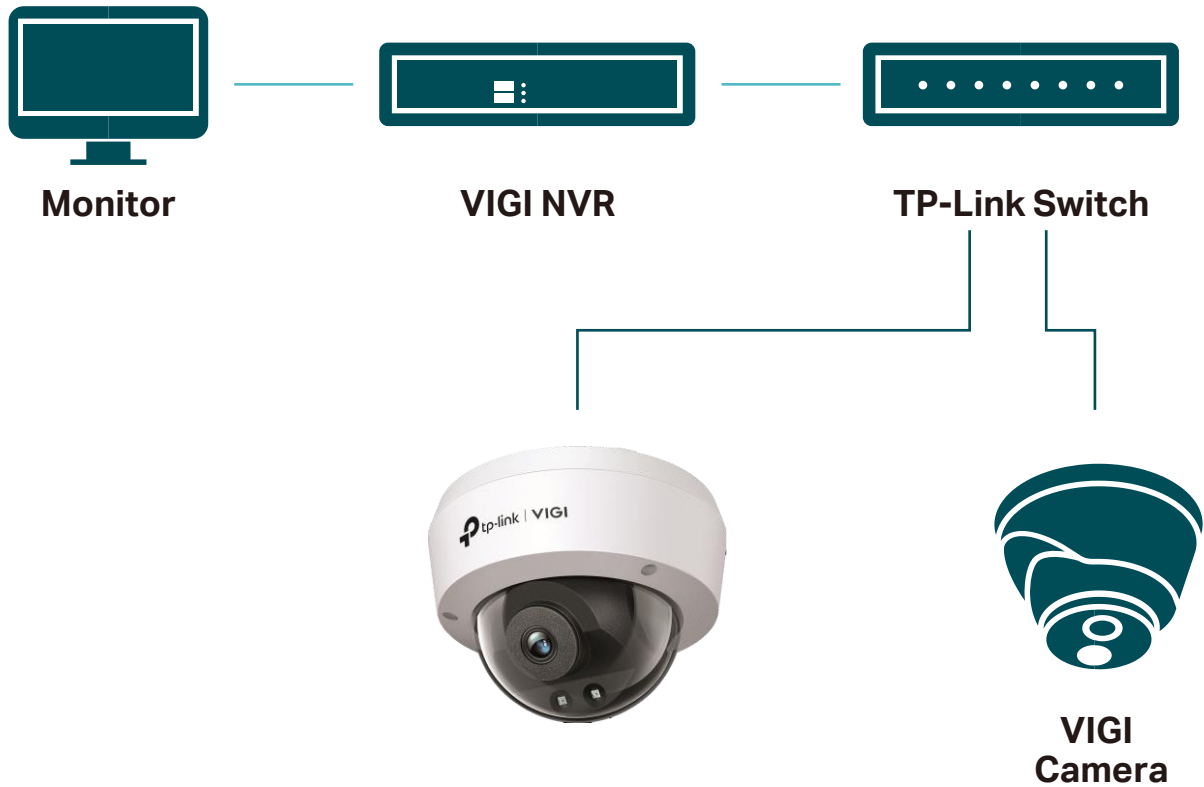 Monitor
VIGI NVR
TP-Link Switch
tp-link | VIGI
VIGI
Camera